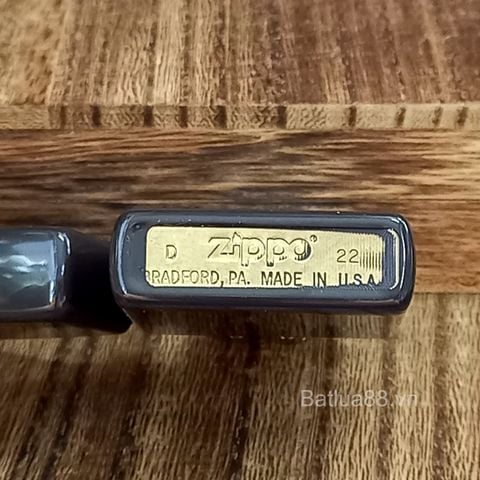 D Zippo® 22
BRADFORD, PA. MADE IN U.S.A
Batlua88.vn